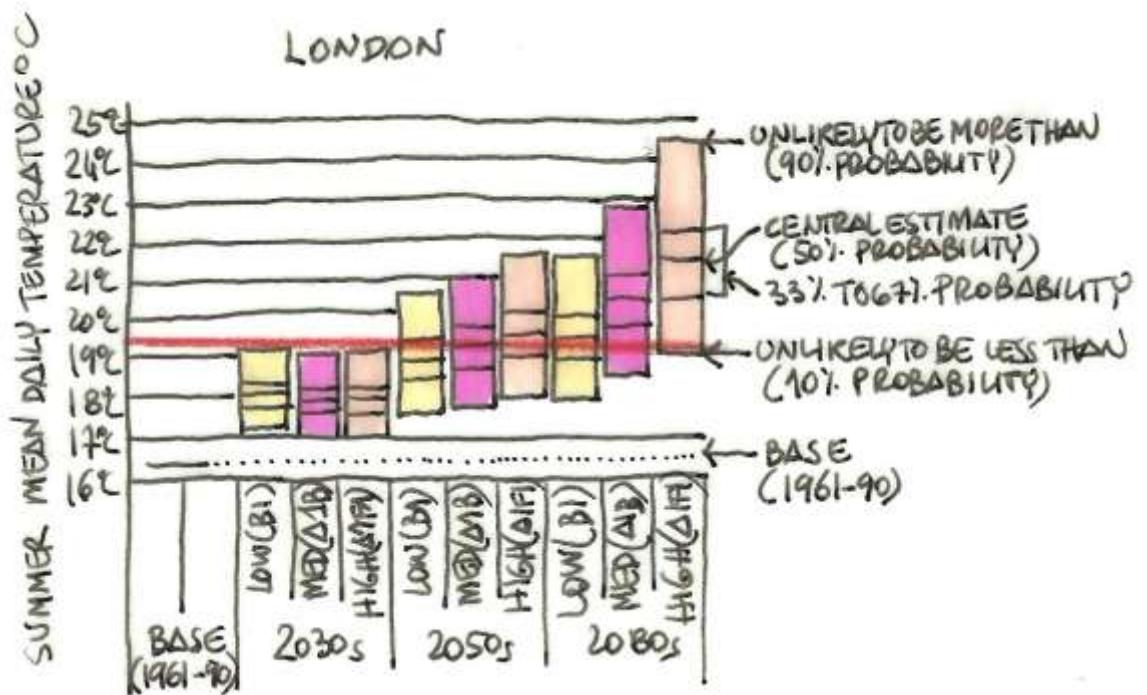 LONDON
SUMMER MEAN DAILY TEMPERATURE°C
25°C
24°C
23°C
22°C
21°C
20°C
19°C
18°C
17°C
16°C
UNLIKELY TO BE MORE THAN
(90% PROBABILITY)
CENTRAL ESTIMATE
(50% PROBABILITY)
33% TO 67% PROBABILITY
UNLIKELY TO BE LESS THAN
(10% PROBABILITY)
BASE
(1961-90)
LOW(B1)
MED(A1B)
HIGH(A1FI)
LOW(B1)
MED(A1B)
HIGH(A1FI)
LOW(B1)
MED(A1B)
HIGH(A1FI)
BASE
(1961-90)
2030s
2050s
2080s